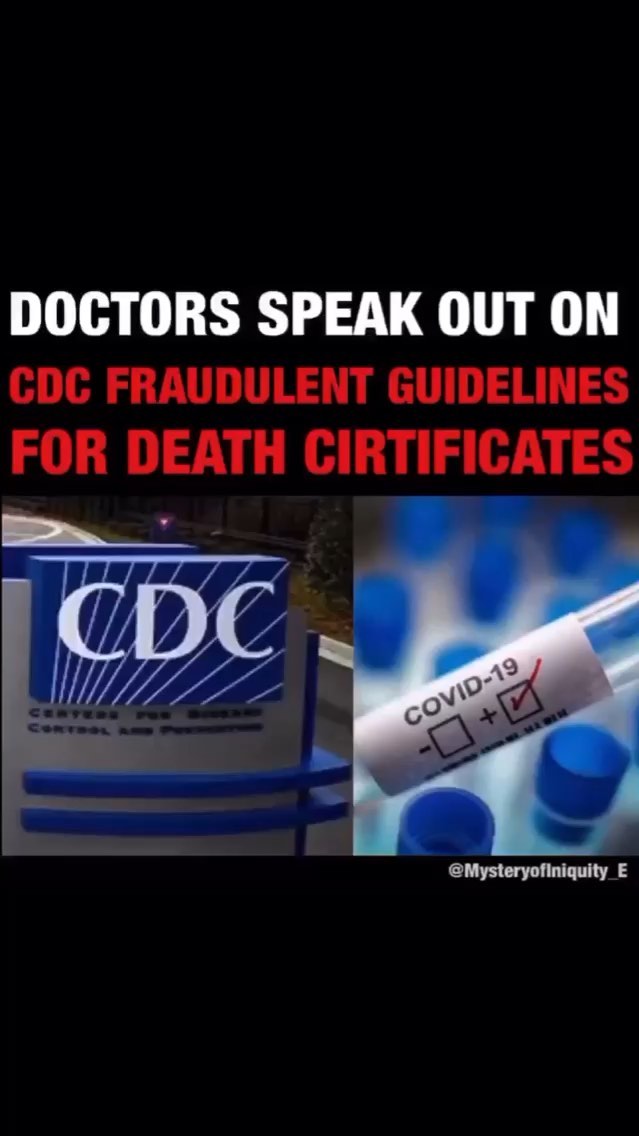 DOCTORS SPEAK OUT ON
CDC FRAUDULENT GUIDELINES
FOR DEATH CIRTIFICATES
CDC
CENTERS FOR DISEASE
CONTROL AND PREVENTION
COVID-19
- +
@MysteryofIniquity_E